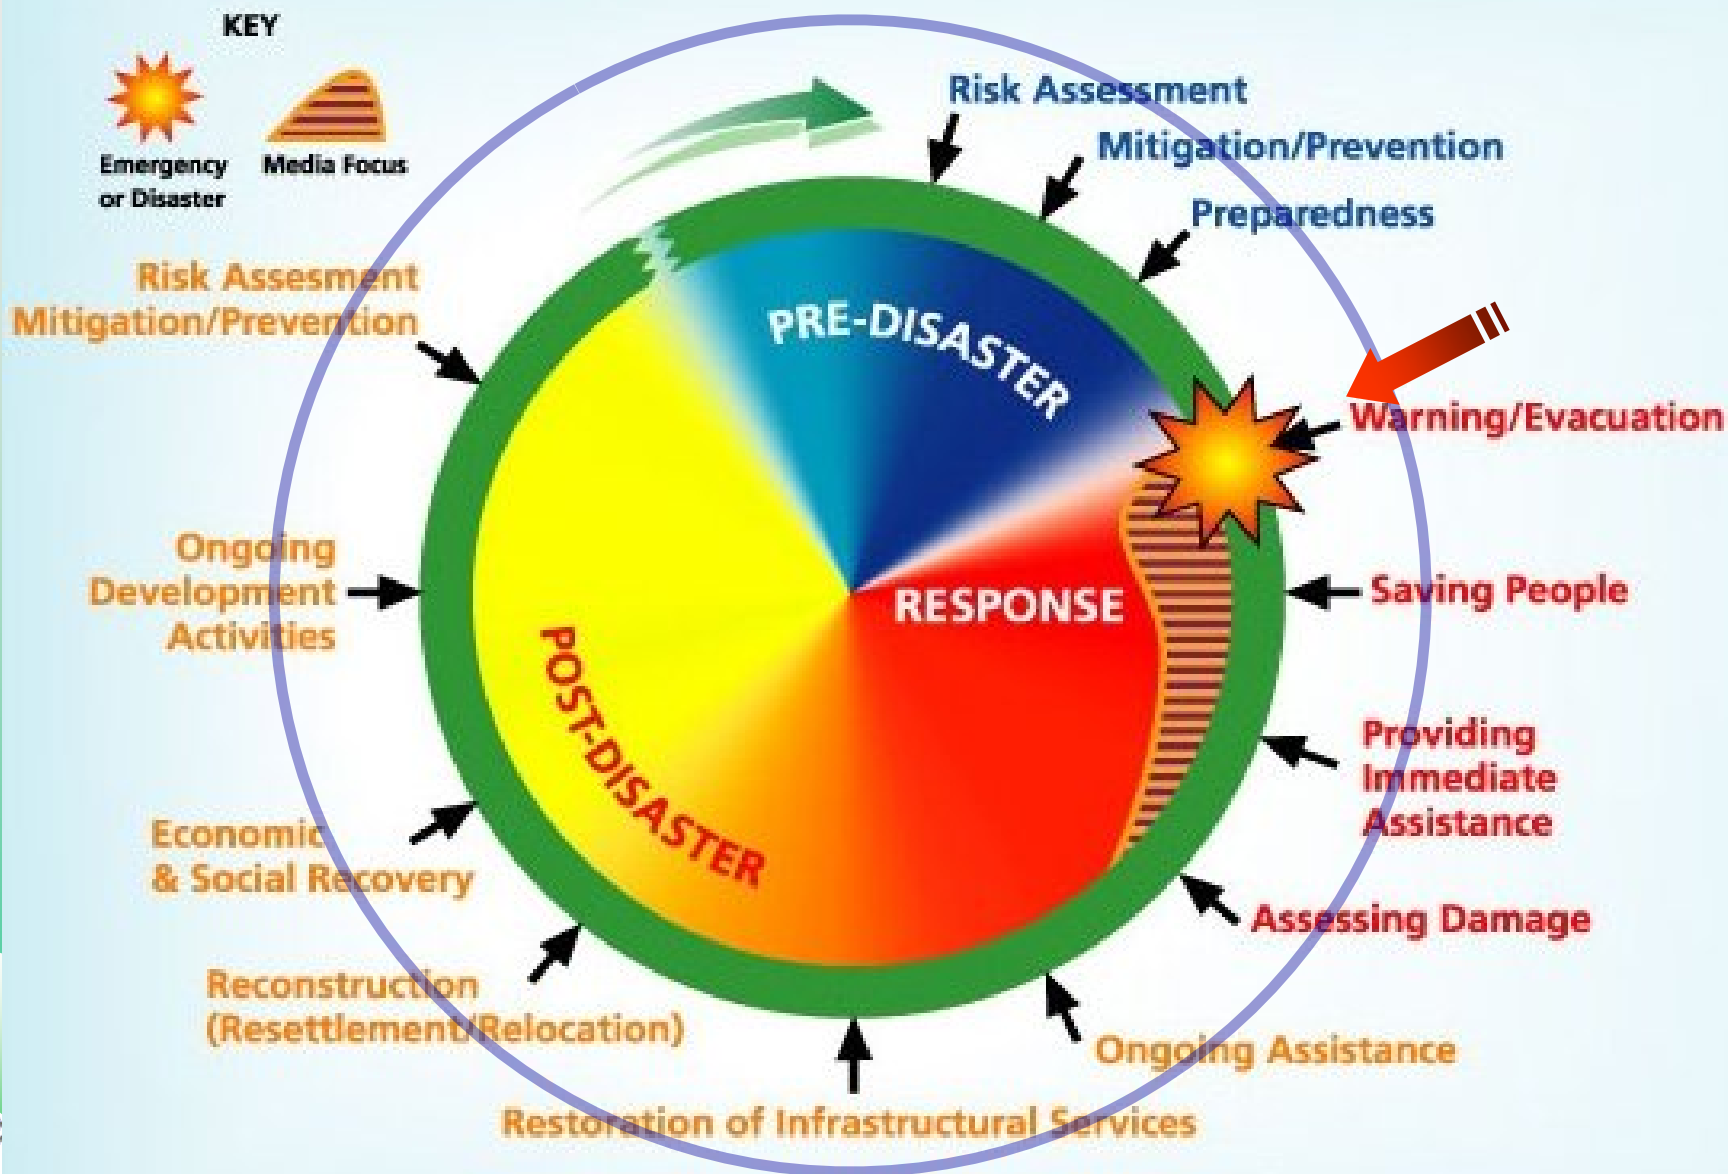 KEY
Emergency
or Disaster
Media Focus
Risk Assessment
Mitigation/Prevention
Preparedness
Warning/Evacuation
Saving People
Providing
Immediate
Assistance
Assessing Damage
Ongoing Assistance
Restoration of Infrastructural Services
Reconstruction
(Resettlement/Relocation)
Economic
& Social Recovery
Ongoing
Development
Activities
Risk Assesment
Mitigation/Prevention
PRE-DISASTER
RESPONSE
POST-DISASTER